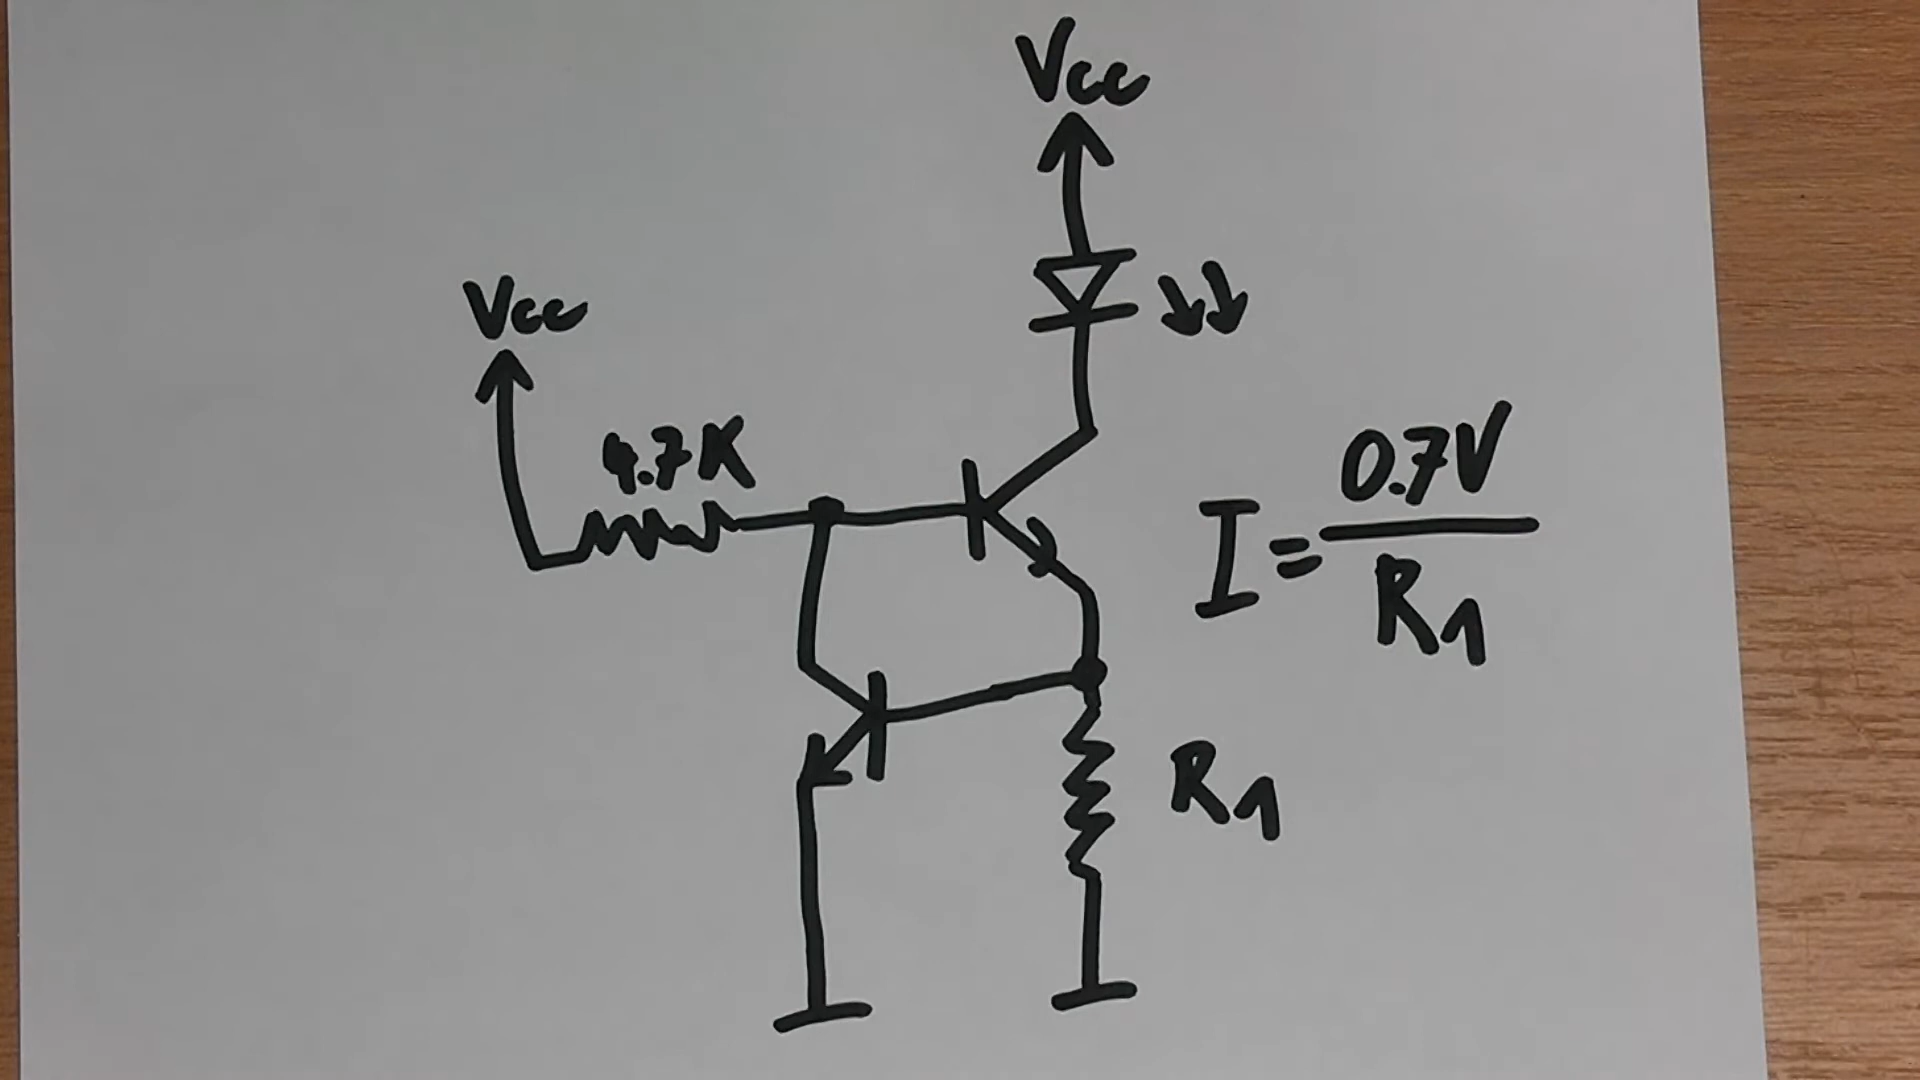 Vcc
Vcc
4.7K
I = 0.7V
R1
R1